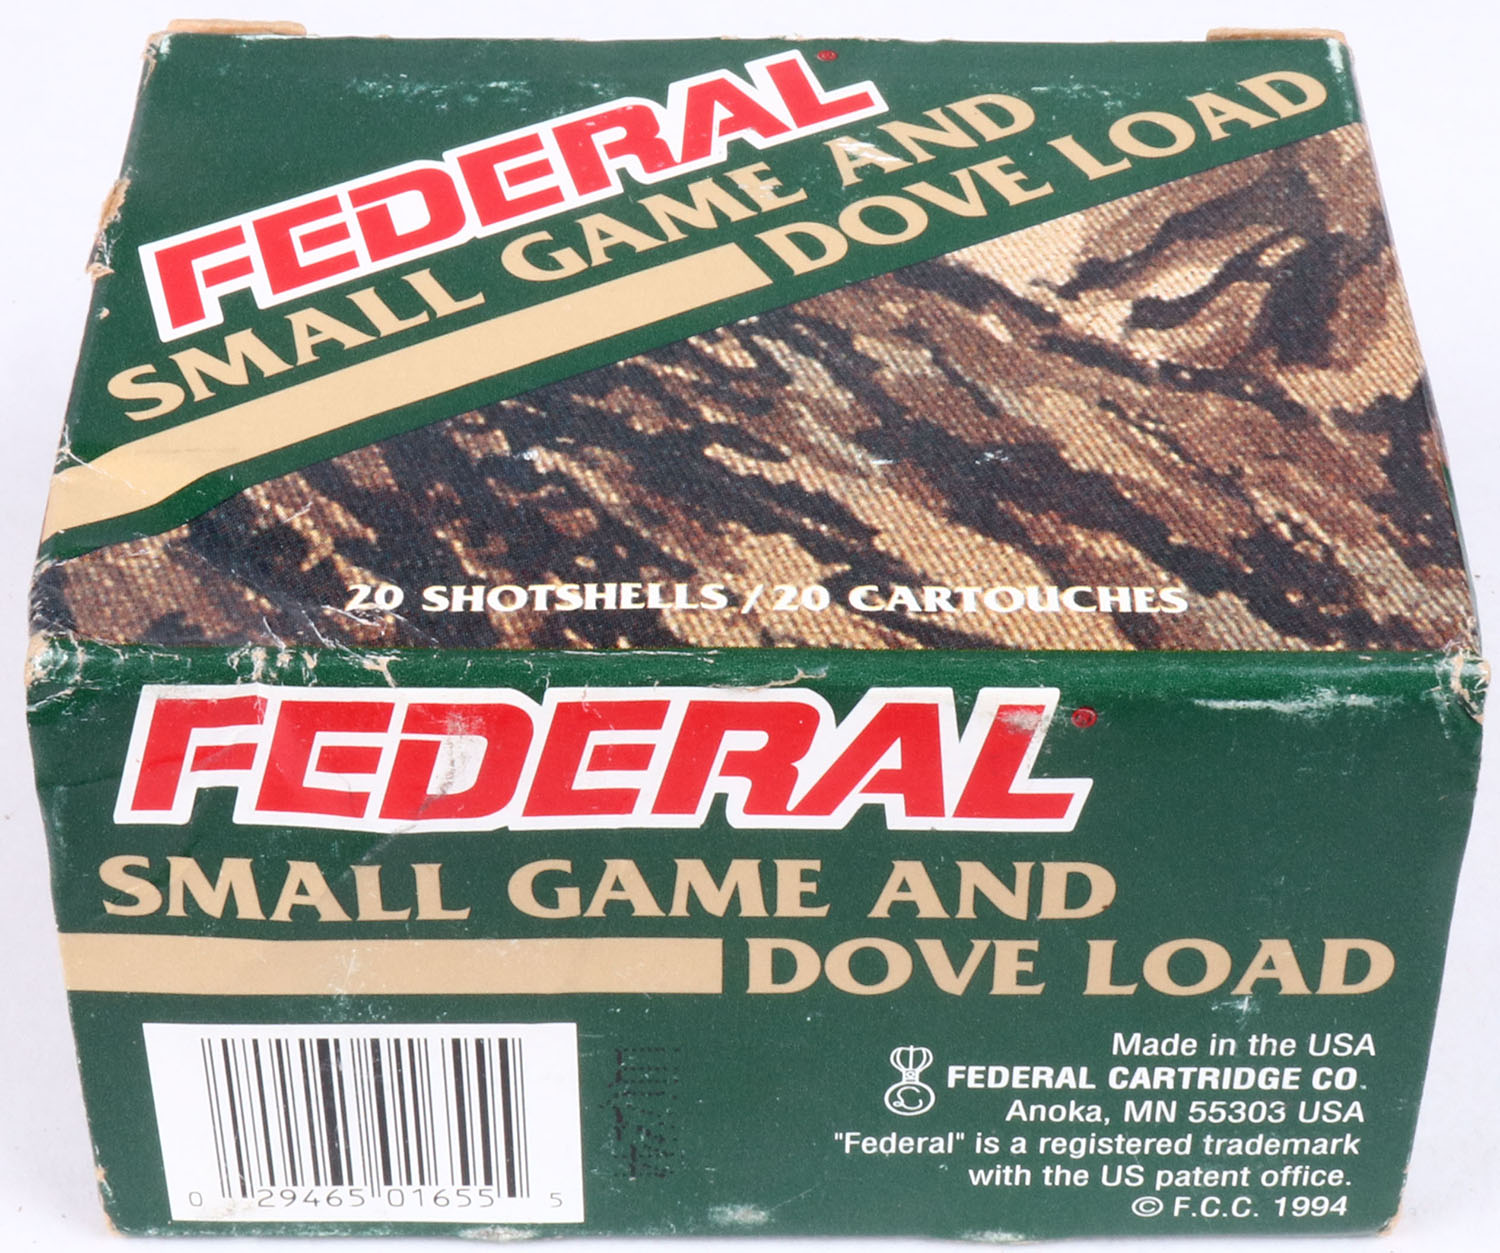 FEDERAL®
SMALL GAME AND
DOVE LOAD
20 SHOTSHELLS / 20 CARTOUCHES
FEDERAL®
SMALL GAME AND
DOVE LOAD
0 29465 01655 5
Made in the USA
FEDERAL CARTRIDGE CO.
Anoka, MN 55303 USA
"Federal" is a registered trademark
with the US patent office.
© F.C.C. 1994